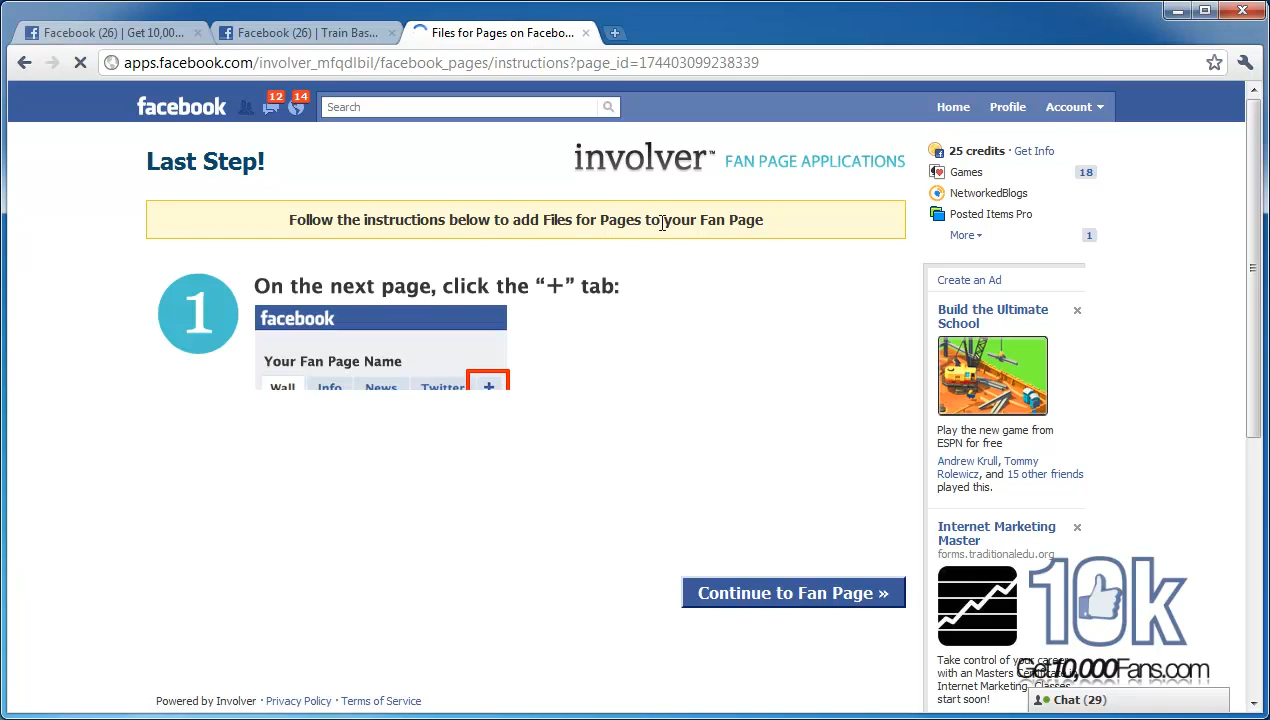 Facebook (26) | Get 10,00...
Facebook (26) | Train Bas...
Files for Pages on Facebo...
apps.facebook.com/involver_mfqdlbil/facebook_pages/instructions?page_id=174403099238339
facebook
12
14
Search
Home
Profile
Account
Last Step!
involver™ FAN PAGE APPLICATIONS
Follow the instructions below to add Files for Pages to your Fan Page
1
On the next page, click the “+” tab:
facebook
Your Fan Page Name
Wall
Info
News
Twitter
+
Continue to Fan Page »
Powered by Involver · Privacy Policy · Terms of Service
25 credits · Get Info
Games
18
NetworkedBlogs
Posted Items Pro
More
1
Create an Ad
Build the Ultimate
School
Play the new game from
ESPN for free
Andrew Krull, Tommy
Rolewicz, and 15 other friends
played this.
Internet Marketing
Master
forms.traditionaledu.org
Take control of your career
with an Masters Certificate in
Internet Marketing. Classes
start soon!
10k
Get10,000Fans.com
Chat (29)